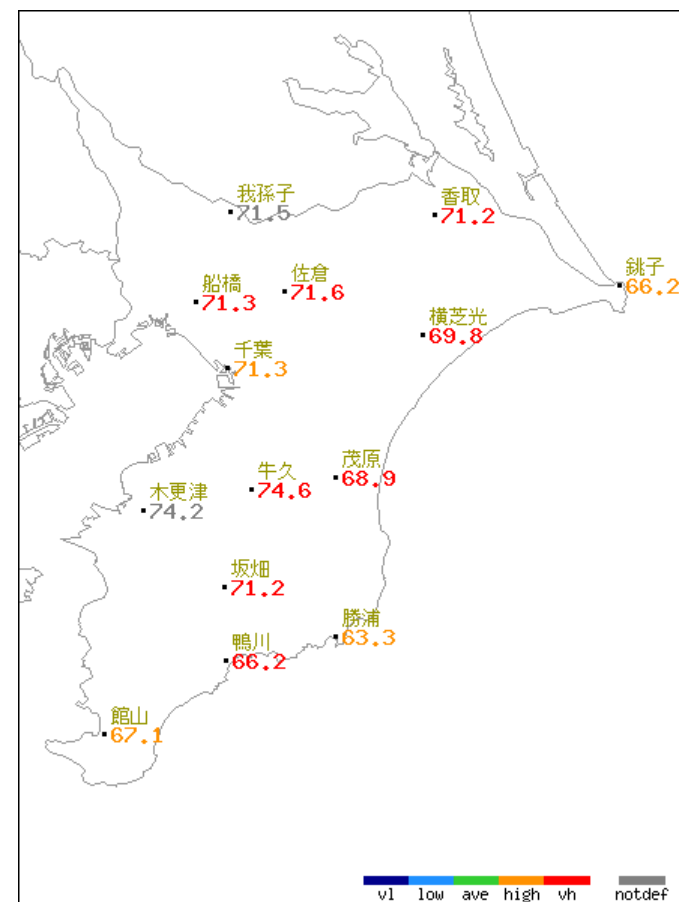 我孫子
71.5
香取
71.2
銚子
66.2
佐倉
71.6
船橋
71.3
横芝光
69.8
千葉
71.3
茂原
68.9
牛久
74.6
木更津
74.2
坂畑
71.2
勝浦
63.3
鴨川
66.2
館山
67.1
vl low ave high vh notdef